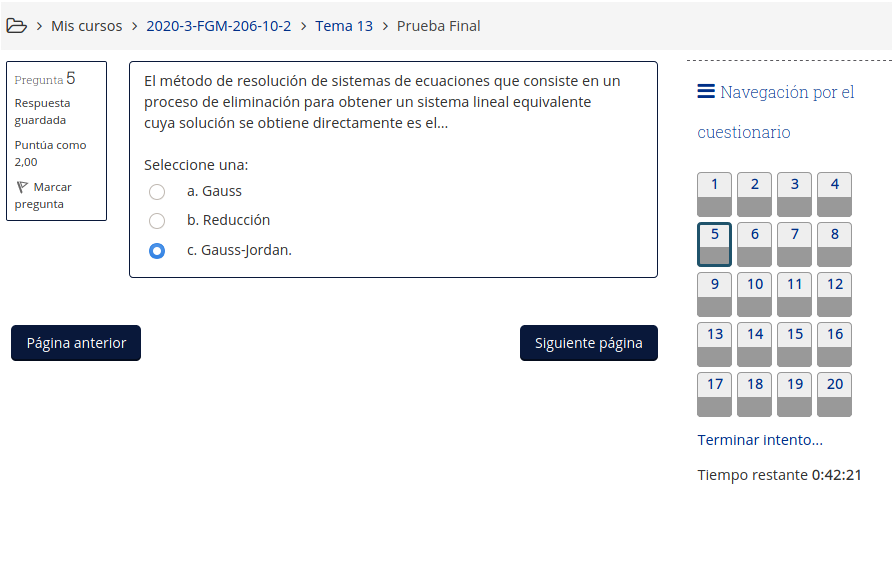 Mis cursos > 2020-3-FGM-206-10-2 > Tema 13 > Prueba Final
Pregunta 5
Respuesta
guardada
Puntúa como
2,00
Marcar
pregunta
El método de resolución de sistemas de ecuaciones que consiste en un
proceso de eliminación para obtener un sistema lineal equivalente
cuya solución se obtiene directamente es el...
Seleccione una:
a. Gauss
b. Reducción
c. Gauss-Jordan.
Página anterior
Siguiente página
Navegación por el
cuestionario
1 2 3 4
5 6 7 8
9 10 11 12
13 14 15 16
17 18 19 20
Terminar intento...
Tiempo restante 0:42:21